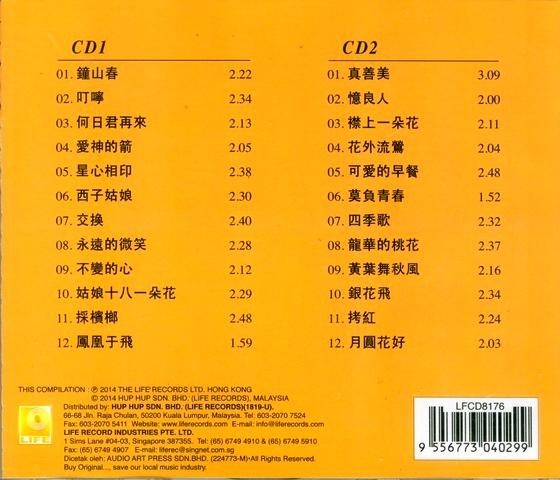 CD1
01. 鐘山春 2.22
02. 叮嚀 2.34
03. 何日君再來 2.13
04. 愛神的箭 2.05
05. 星心相印 2.38
06. 西子姑娘 2.30
07. 交換 2.40
08. 永遠的微笑 2.28
09. 不變的心 2.12
10. 姑娘十八一朵花 2.29
11. 採檳榔 2.48
12. 鳳凰于飛 1.59
CD2
01. 真善美 3.09
02. 憶良人 2.00
03. 襟上一朵花 2.11
04. 花外流鶯 2.04
05. 可愛的早餐 2.48
06. 莫負青春 1.52
07. 四季歌 2.32
08. 龍華的桃花 2.37
09. 黃葉舞秋風 2.16
10. 銀花飛 2.34
11. 拷紅 2.24
12. 月圓花好 2.03
THIS COMPILATION : ℗ 2014 THE LIFE RECORDS LTD. HONG KONG
© 2014 HUP HUP SDN. BHD. (LIFE RECORDS), MALAYSIA
Distributed by: HUP HUP SDN. BHD. (LIFE RECORDS)(1819-U).
66-68 Jln. Raja Chulan, 50200 Kuala Lumpur, Malaysia. Tel: 603-2070 7524
Fax: 603-2070 5411 Website: www.liferecords.com E-mail: info@liferecords.com
LIFE RECORD INDUSTRIES PTE. LTD.
1 Sims Lane #04-03, Singapore 387355. Tel: (65) 6749 4910 & (65) 6749 5910
Fax: (65) 6749 4907 E-mail: liferec@singnet.com.sg
Dicetak oleh: AUDIO ART PRESS SDN.BHD. (224773-M)•All Rights Reserved.
Buy Original..., save our local music industry.
LIFE
LFCD8176
9 556773 040299